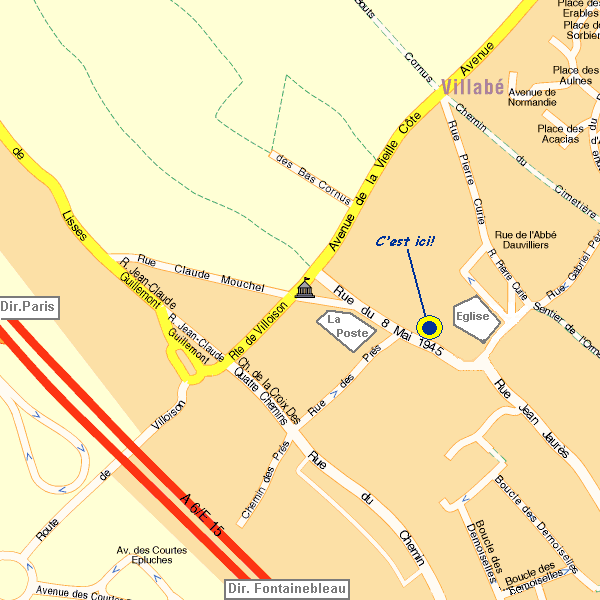 Place des
Erables
Place des
Sorbier
Bouts
Cornus
Avenue
Villabé
Place des
Aulnes
Avenue de
Normandie
Place des
Acacias
Chemin du Cimetière
du
d'A
de
Lisses
des Bas Cornus
Avenue de la Vieille Côte
Rue Pierre Curie
Rue de l'Abbé
Dauvilliers
C'est ici!
Rue Claude Mouchel
R. Jean-Claude
Guillemont
R. Pierre Curie
Rue Gabriel Péri
Sentier de l'Orme
Dir.Paris
Rue du 8 Mai 1945
La
Poste
Eglise
R. Jean-Claude
Guillemont
Rte de Villoison
Ch. de la Croix Des
Quatre Chemins
Rue des Prés
Rue Jean Jaurès
Route de Villoison
Chemin des Prés
Rue du Chemin
A 6/E 15
Boucle des Demoiselles
Boucle des
Demoiselles
Av. des Courtes
Epluches
Avenue des Courtes
Boucle des
Demoiselles
Dir. Fontainebleau